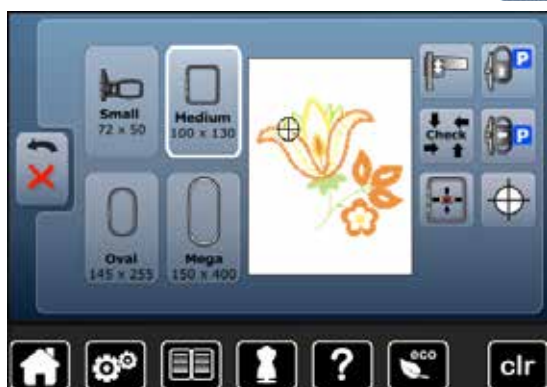 Small
72 x 50
Medium
100 x 130
P
Check
P
Oval
145 x 255
Mega
150 x 400
?
eco
clr